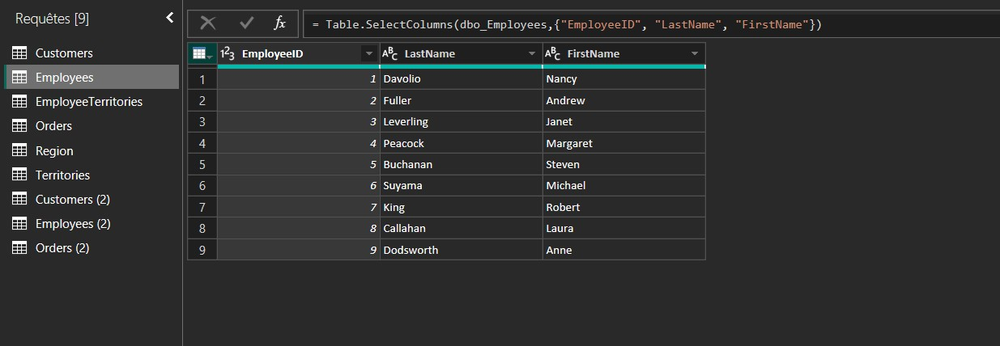 Requêtes [9]
Customers
Employees
EmployeeTerritories
Orders
Region
Territories
Customers (2)
Employees (2)
Orders (2)
fx = Table.SelectColumns(dbo_Employees,{"EmployeeID", "LastName", "FirstName"})
123 EmployeeID ABC LastName ABC FirstName
1 1 Davolio Nancy
2 2 Fuller Andrew
3 3 Leverling Janet
4 4 Peacock Margaret
5 5 Buchanan Steven
6 6 Suyama Michael
7 7 King Robert
8 8 Callahan Laura
9 9 Dodsworth Anne